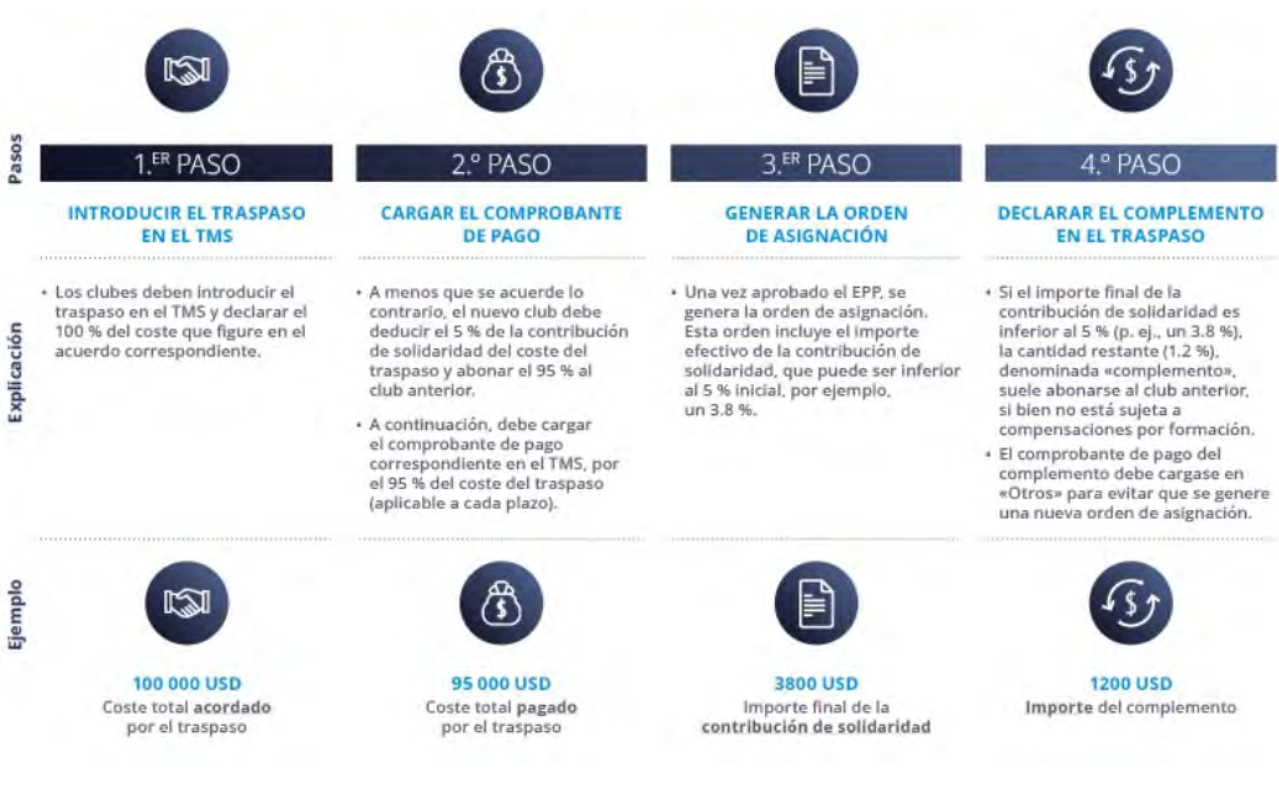 Pasos
1.ER PASO
INTRODUCIR EL TRASPASO
EN EL TMS
2.º PASO
CARGAR EL COMPROBANTE
DE PAGO
3.ER PASO
GENERAR LA ORDEN
DE ASIGNACIÓN
4.º PASO
DECLARAR EL COMPLEMENTO
EN EL TRASPASO
Explicación
• Los clubes deben introducir el
traspaso en el TMS y declarar el
100 % del coste que figure en el
acuerdo correspondiente.
• A menos que se acuerde lo
contrario, el nuevo club debe
deducir el 5 % de la contribución
de solidaridad del coste del
traspaso y abonar el 95 % al
club anterior.
• A continuación, debe cargar
el comprobante de pago
correspondiente en el TMS, por
el 95 % del coste del traspaso
(aplicable a cada plazo).
• Una vez aprobado el EPP, se
genera la orden de asignación.
Esta orden incluye el importe
efectivo de la contribución de
solidaridad, que puede ser inferior
al 5 % inicial, por ejemplo,
un 3.8 %.
• Si el importe final de la
contribución de solidaridad es
inferior al 5 % (p. ej., un 3.8 %),
la cantidad restante (1.2 %),
denominada «complemento»,
suele abonarse al club anterior,
si bien no está sujeta a
compensaciones por formación.
• El comprobante de pago del
complemento debe cargase en
«Otros» para evitar que se genere
una nueva orden de asignación.
Ejemplo
100 000 USD
Coste total acordado
por el traspaso
95 000 USD
Coste total pagado
por el traspaso
3800 USD
Importe final de la
contribución de solidaridad
1200 USD
Importe del complemento